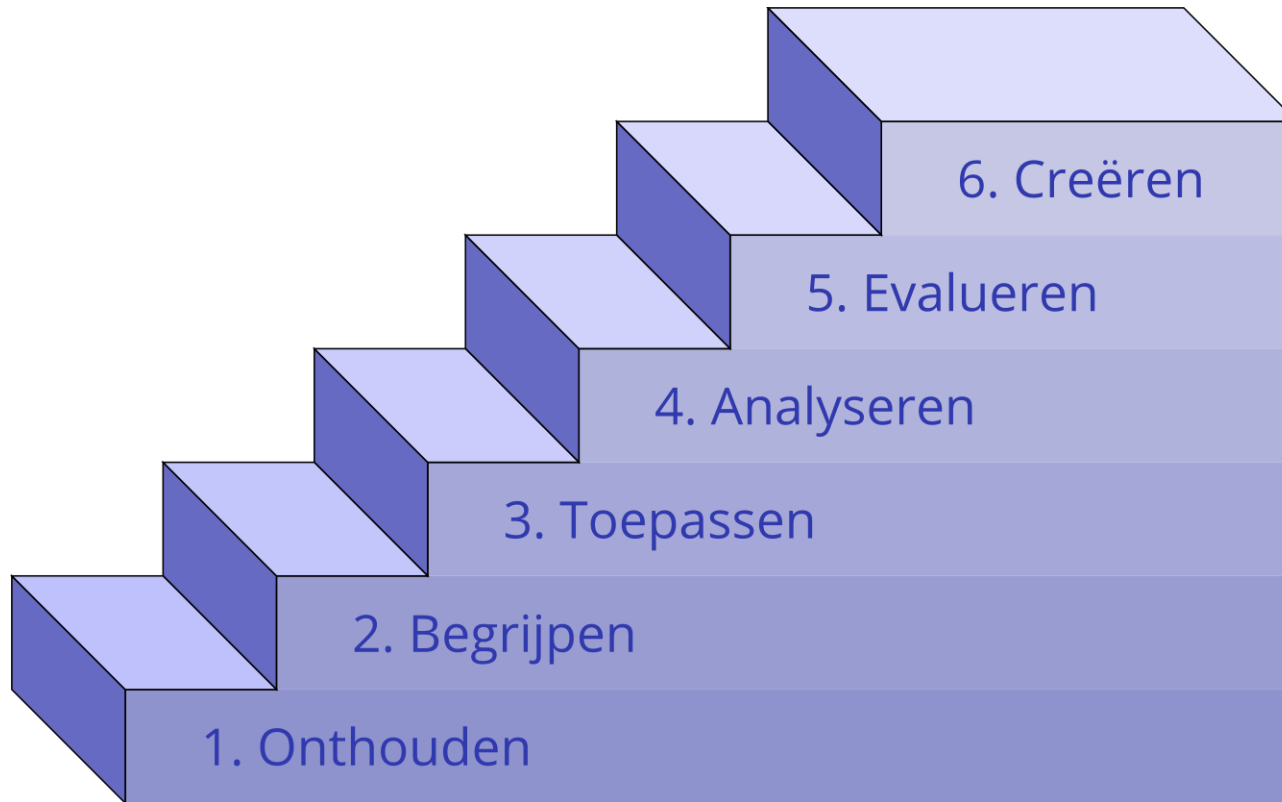 6. Creëren
5. Evalueren
4. Analyseren
3. Toepassen
2. Begrijpen
1. Onthouden